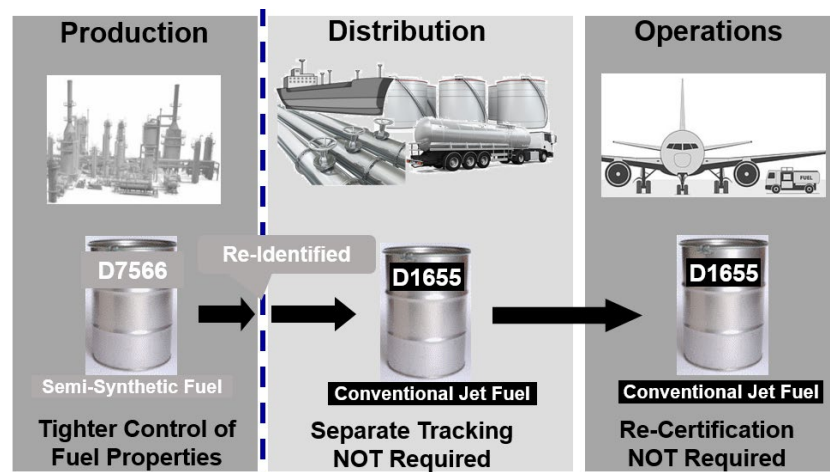 Production
D7566
Semi-Synthetic Fuel
Tighter Control of
Fuel Properties
Re-Identified
Distribution
D1655
Conventional Jet Fuel
Separate Tracking
NOT Required
Operations
FUEL
D1655
Conventional Jet Fuel
Re-Certification
NOT Required